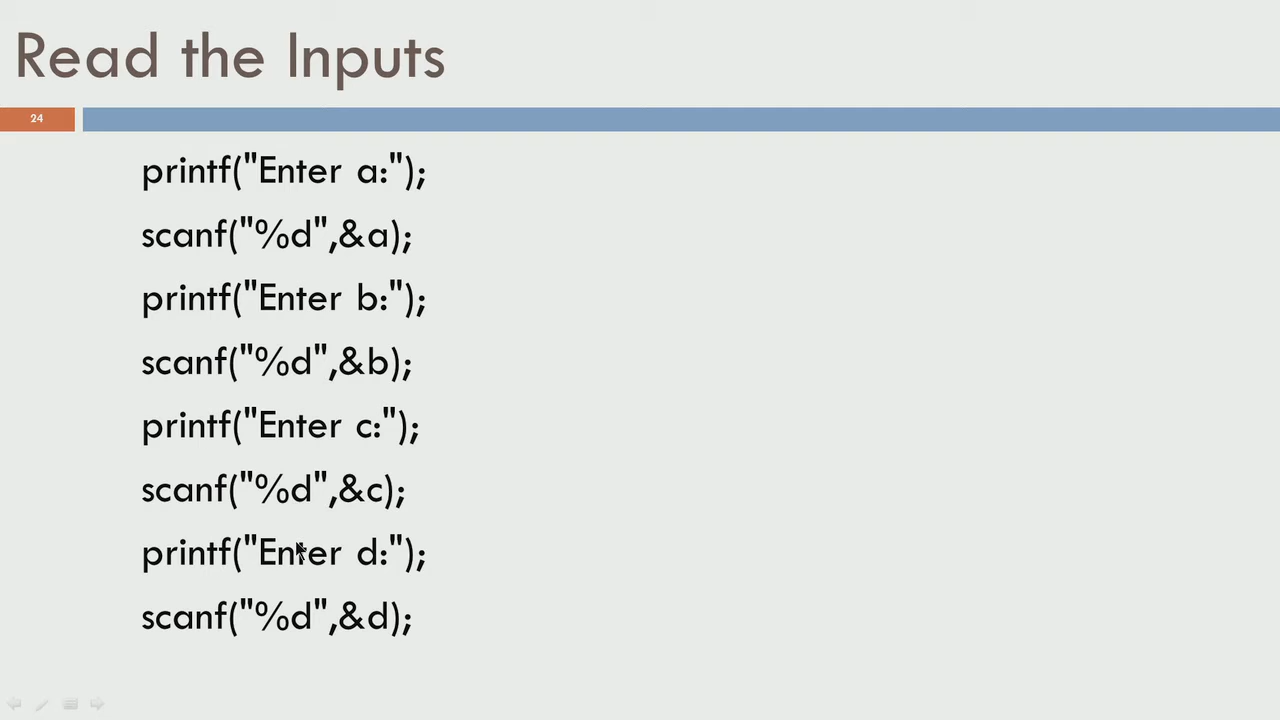 Read the Inputs
24
printf("Enter a:");
scanf("%d",&a);
printf("Enter b:");
scanf("%d",&b);
printf("Enter c:");
scanf("%d",&c);
printf("Enter d:");
scanf("%d",&d);